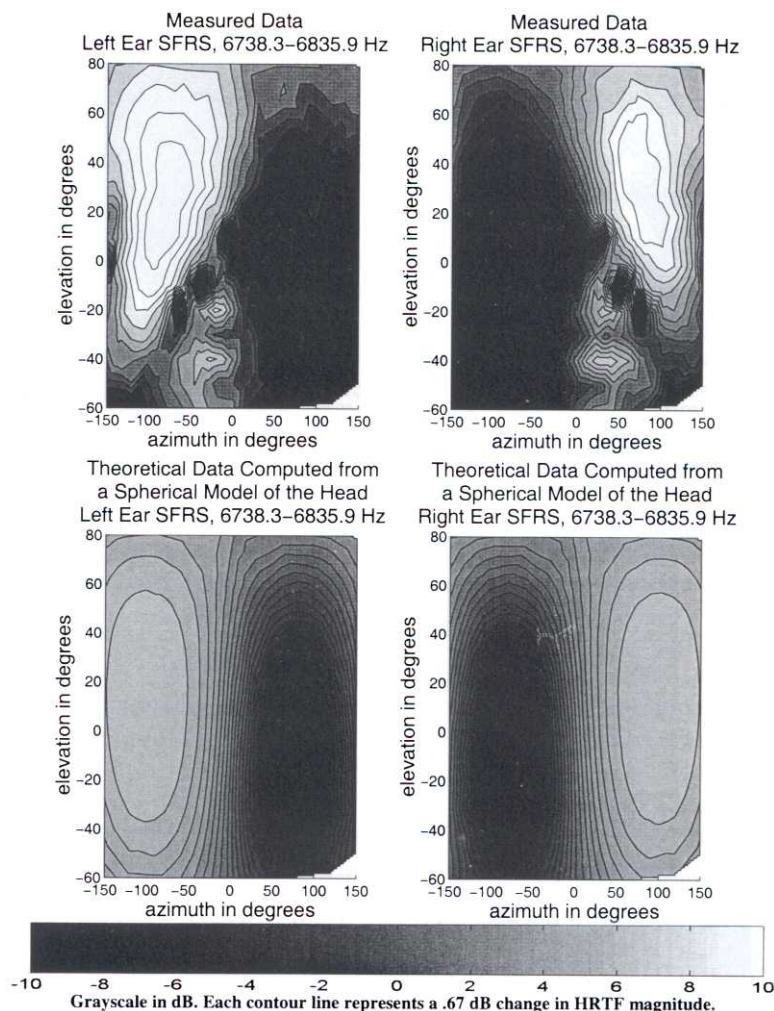 Measured Data
Left Ear SFRS, 6738.3–6835.9 Hz
80
60
40
20
0
−20
−40
−60
elevation in degrees
−150 −100 −50 0 50 100 150
azimuth in degrees
Measured Data
Right Ear SFRS, 6738.3–6835.9 Hz
80
60
40
20
0
−20
−40
−60
elevation in degrees
−150 −100 −50 0 50 100 150
azimuth in degrees
Theoretical Data Computed from
a Spherical Model of the Head
Left Ear SFRS, 6738.3–6835.9 Hz
80
60
40
20
0
−20
−40
−60
elevation in degrees
−150 −100 −50 0 50 100 150
azimuth in degrees
Theoretical Data Computed from
a Spherical Model of the Head
Right Ear SFRS, 6738.3–6835.9 Hz
80
60
40
20
0
−20
−40
−60
elevation in degrees
−150 −100 −50 0 50 100 150
azimuth in degrees
-10 -8 -6 -4 -2 0 2 4 6 8 10
Grayscale in dB. Each contour line represents a .67 dB change in HRTF magnitude.